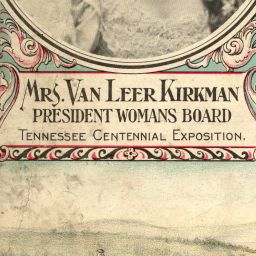 MRS. VAN LEER KIRKMAN
PRESIDENT WOMANS BOARD
TENNESSEE CENTENNIAL EXPOSITION.